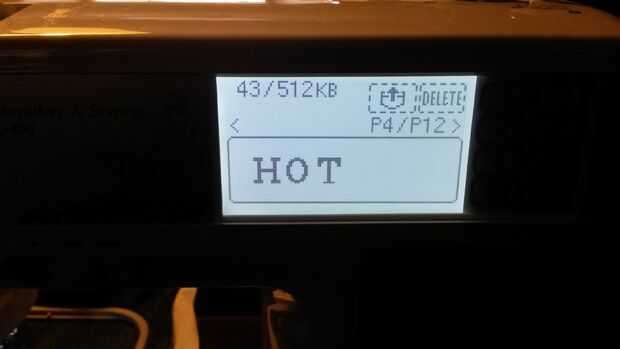 43/512KB
DELETE
< P4/P12 >
HOT